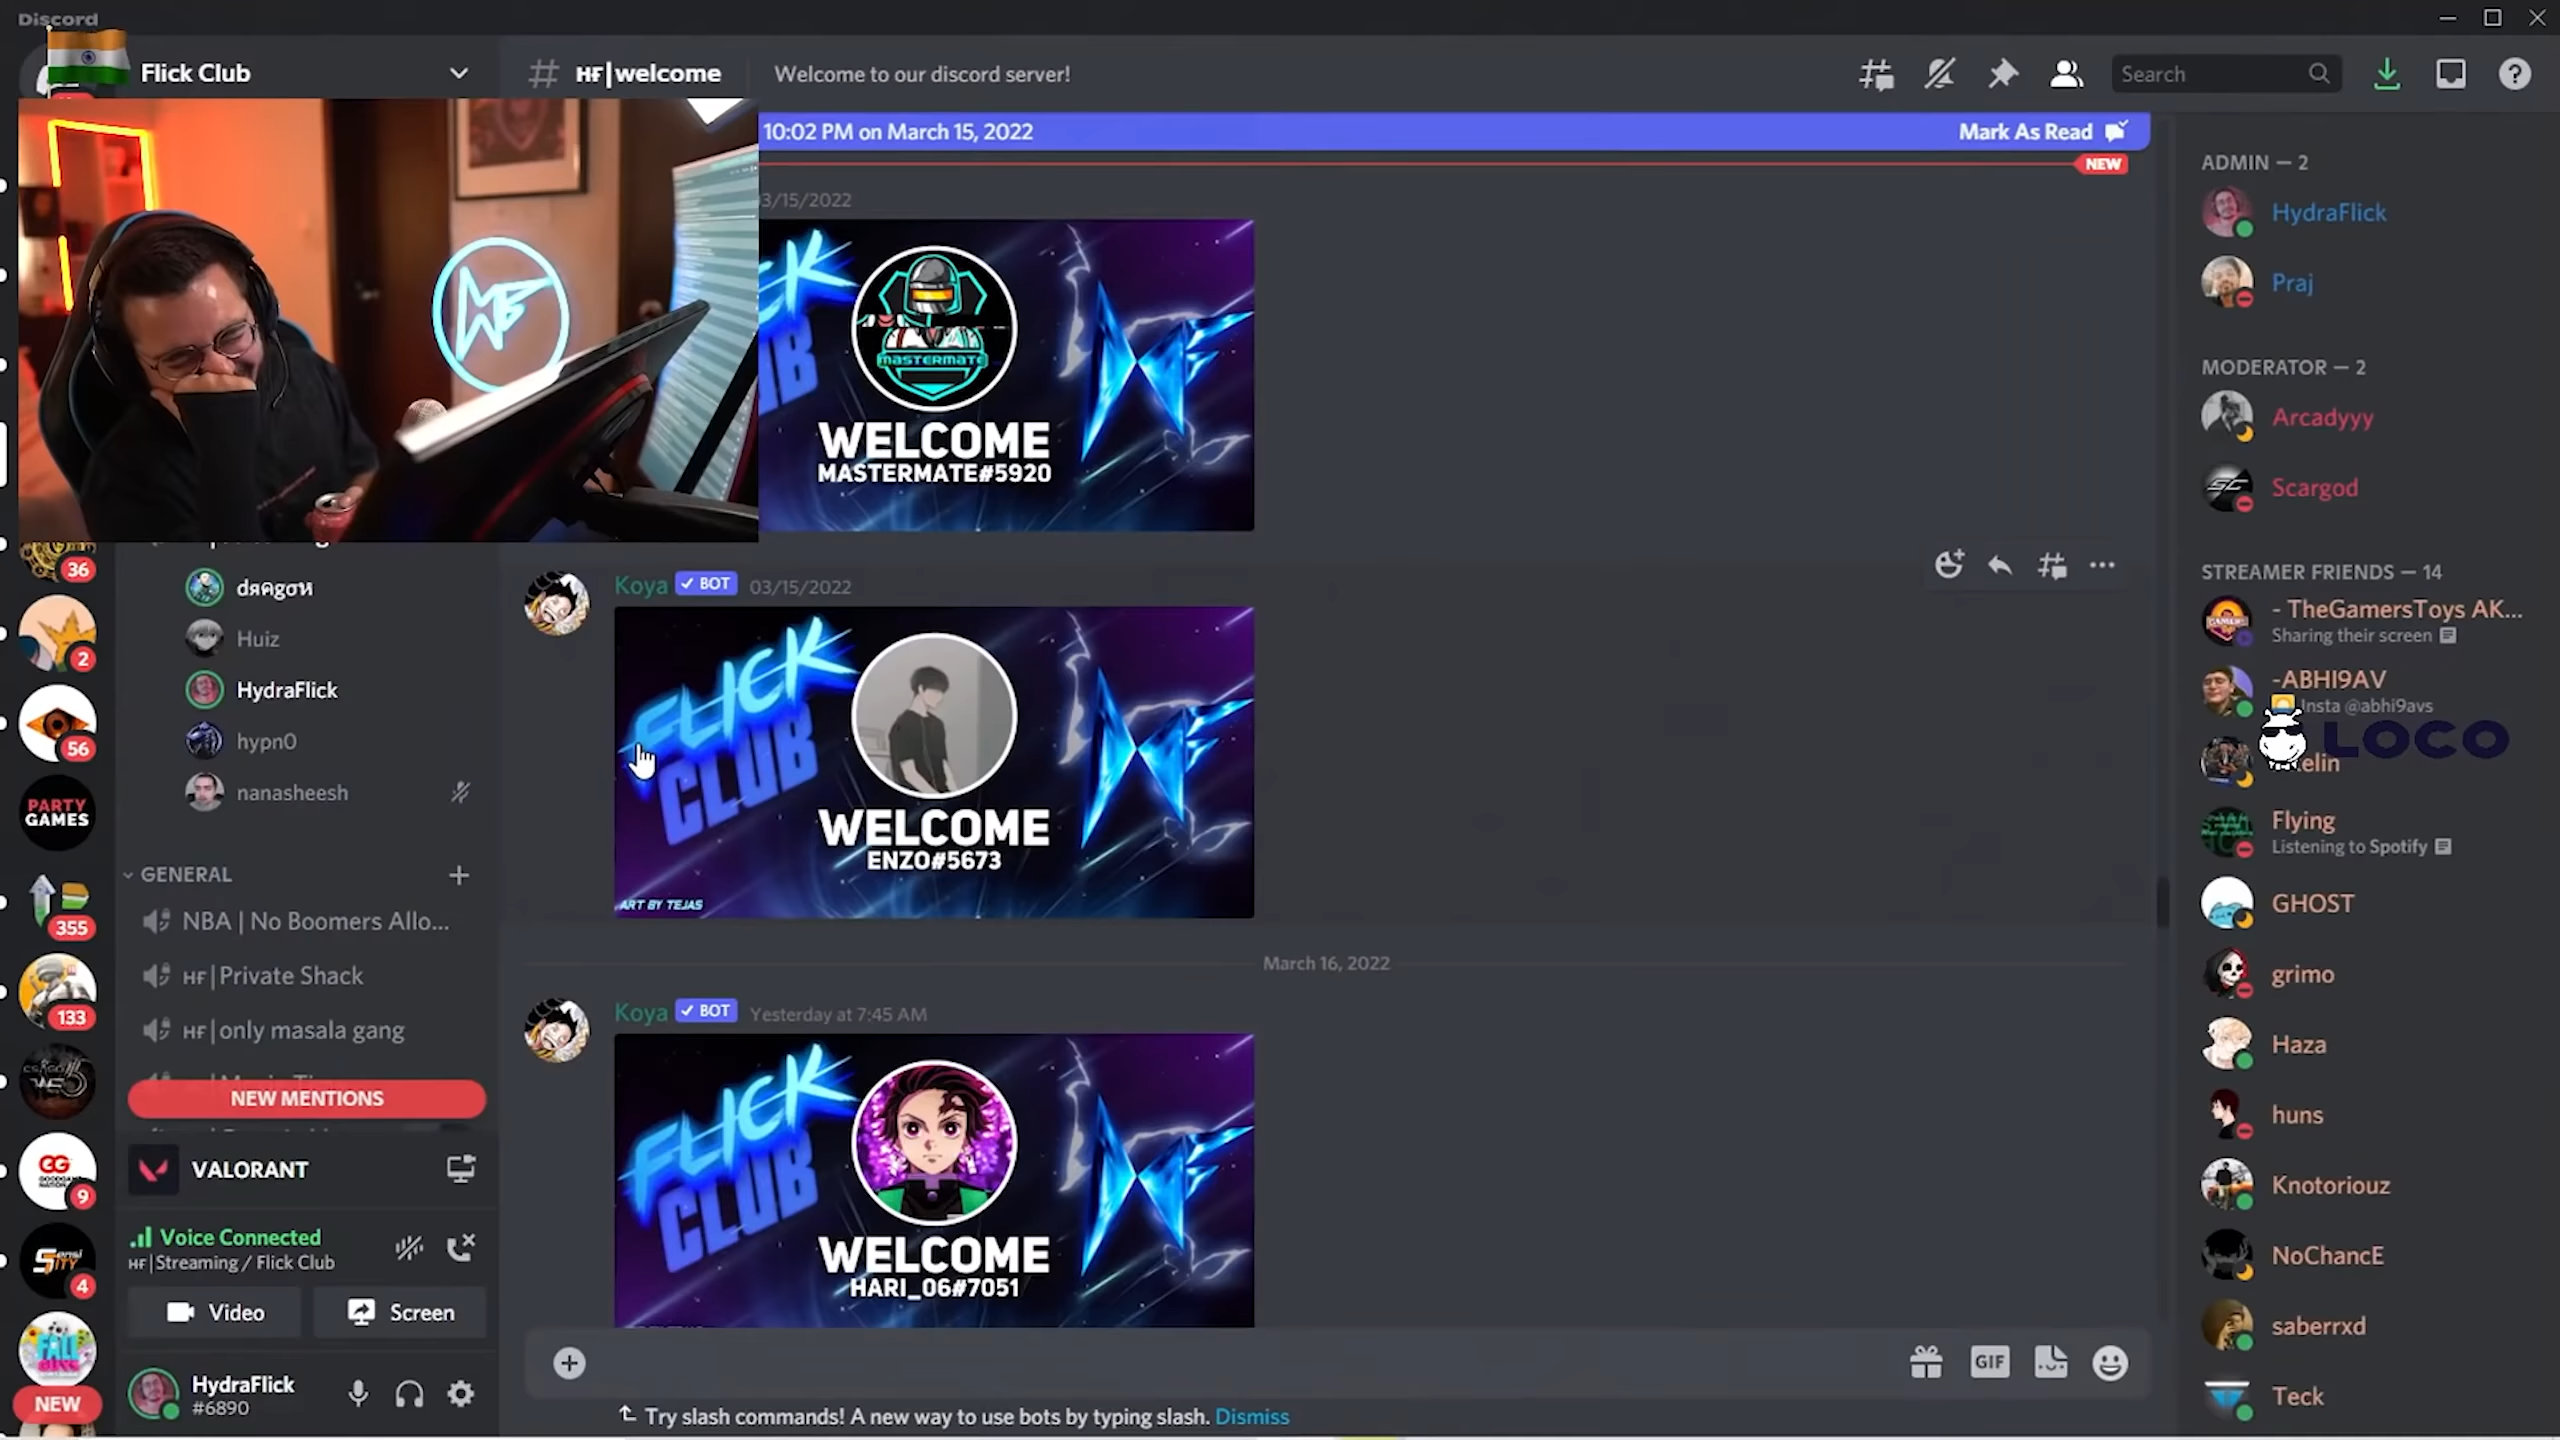 Discord
Flick Club
HF|welcome
Welcome to our discord server!
Search
10:02 PM on March 15, 2022
Mark As Read
NEW
3/15/2022
MASTERMATE
WELCOME
MASTERMATE#5920
Koya
BOT
03/15/2022
FLICK
CLUB
WELCOME
ENZO#5673
ART BY TEJAS
March 16, 2022
Koya
BOT
Yesterday at 7:45 AM
FLICK
CLUB
WELCOME
HARI_06#7051
GIF
Try slash commands! A new way to use bots by typing slash. Dismiss
36
2
56
PARTY
GAMES
355
133
GG
9
4
FALL
GUYS
NEW
Huiz
HydraFlick
hypn0
nanasheesh
GENERAL
NBA | No Boomers Allo...
HF|Private Shack
HF|only masala gang
NEW MENTIONS
VALORANT
Voice Connected
HF|Streaming / Flick Club
Video
Screen
HydraFlick
#6890
ADMIN — 2
HydraFlick
Praj
MODERATOR — 2
Arcadyyy
Scargod
STREAMER FRIENDS — 14
- TheGamersToys AK...
Sharing their screen
-ABHI9AV
Insta @abhi9avs
LOCO
elin
Flying
Listening to Spotify
GHOST
grimo
Haza
huns
Knotoriouz
NoChancE
saberrxd
Teck